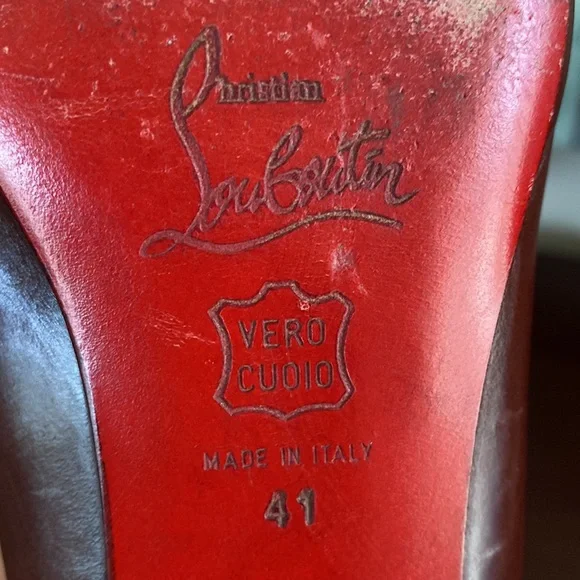 Christian
Louboutin
VERO
CUOIO
MADE IN ITALY
41